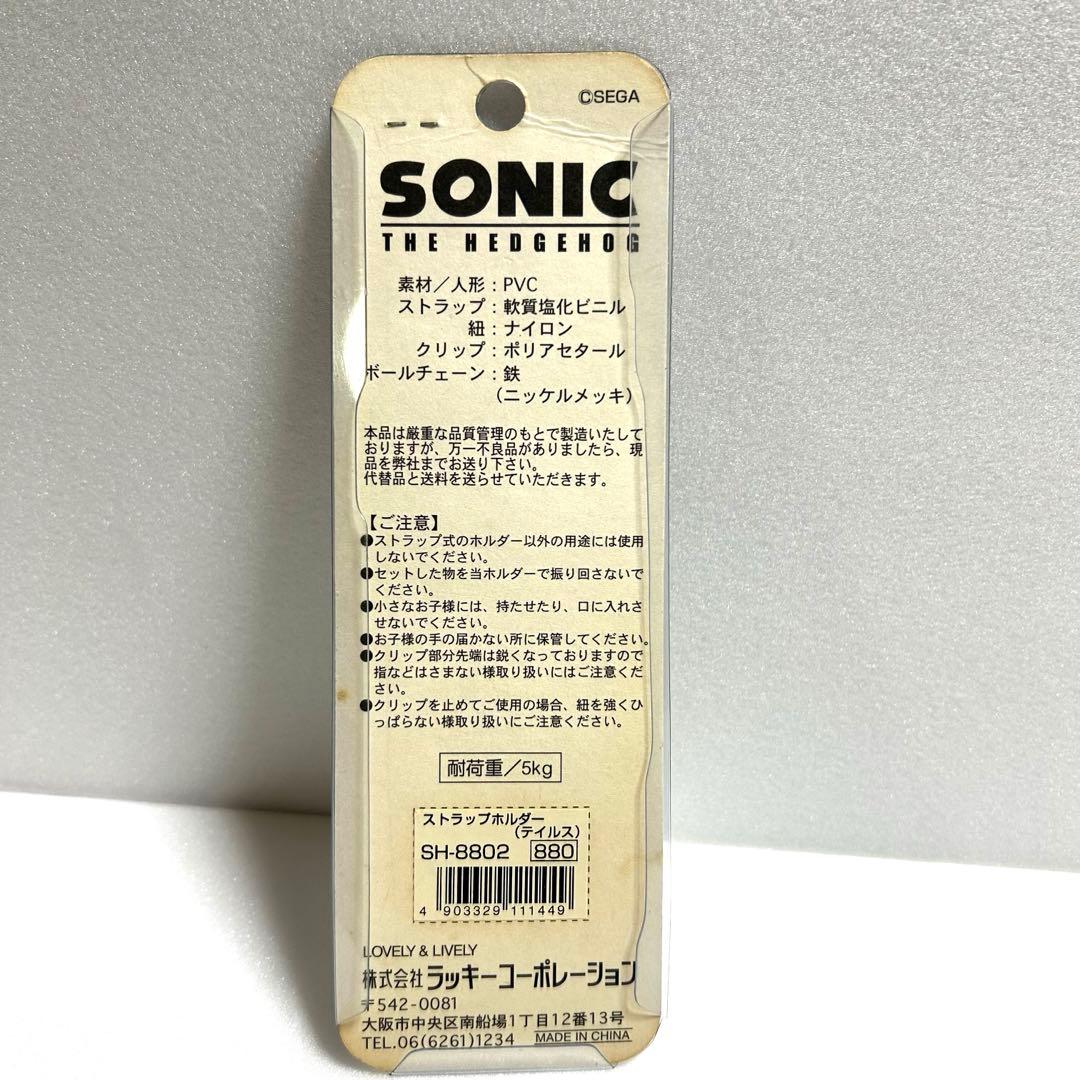 ©SEGA
SONIC
THE HEDGEHOG
素材／人形：PVC
ストラップ：軟質塩化ビニル
紐：ナイロン
クリップ：ポリアセタール
ボールチェーン：鉄
（ニッケルメッキ）
本品は厳重な品質管理のもとで製造いたして
おりますが、万一不良品がありましたら、現
品を弊社までお送り下さい。
代替品と送料を送らせていただきます。
【ご注意】
●ストラップ式のホルダー以外の用途には使用
しないでください。
●セットした物を当ホルダーで振り回さないで
ください。
●小さなお子様には、持たせたり、口に入れさ
せないでください。
●お子様の手の届かない所に保管してください。
●クリップ部分先端は鋭くなっておりますので
指などはさまない様取り扱いにはご注意くだ
さい。
●クリップを止めてご使用の場合、紐を強くひ
っぱらない様取り扱いにご注意ください。
耐荷重／5kg
ストラップホルダー
（テイルス）
SH-8802 880
4 903329 111449
LOVELY & LIVELY
株式会社ラッキーコーポレーション
〒542-0081
大阪市中央区南船場1丁目12番13号
TEL.06(6261)1234 MADE IN CHINA